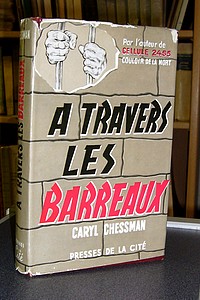 Par l'auteur de
CELLULE 2455
COULOIR DE LA MORT
A TRAVERS
LES
BARREAUX
CARYL CHESSMAN
PRESSES DE LA CITÉ
A TRAVERS LES BARREAUX